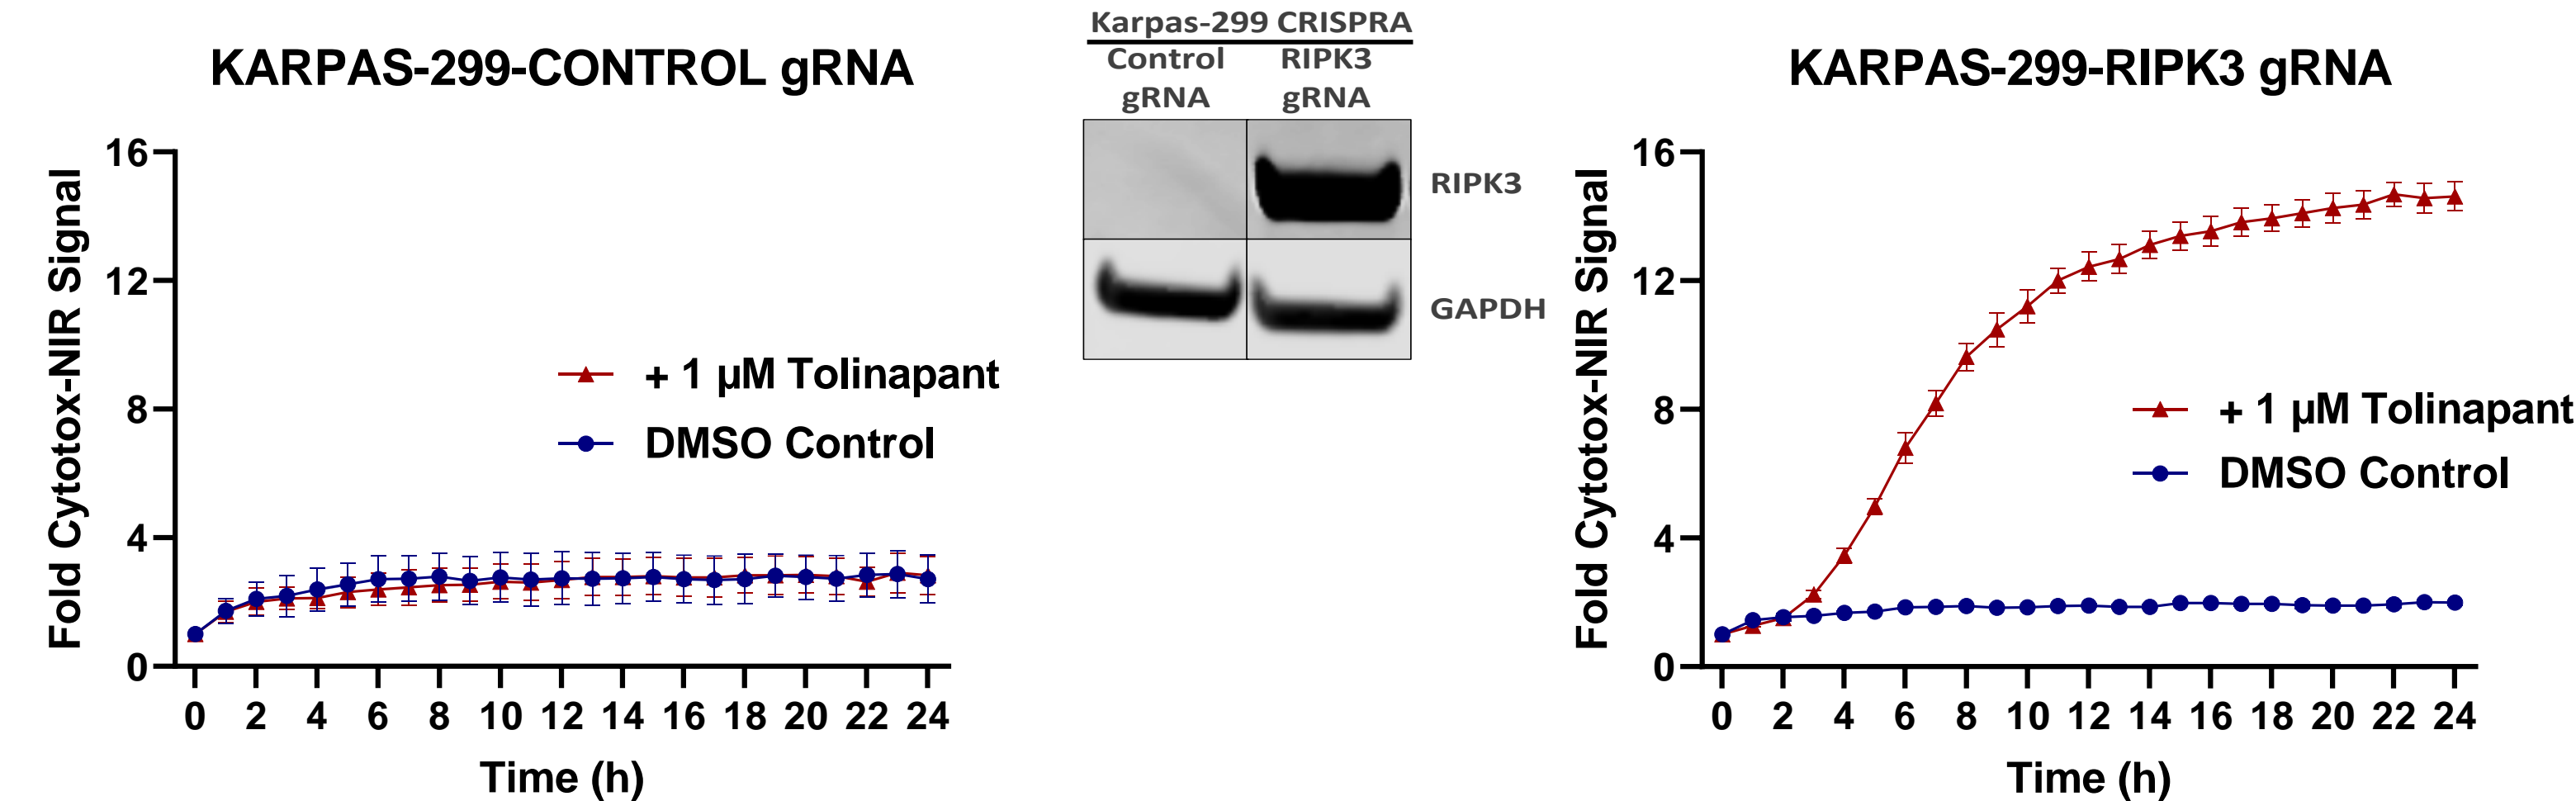 KARPAS-299-CONTROL gRNA
Fold Cytotox-NIR Signal
16
12
8
4
0
+ 1 µM Tolinapant
DMSO Control
0 2 4 6 8 10 12 14 16 18 20 22 24
Time (h)
Karpas-299 CRISPRA
Control gRNA
RIPK3 gRNA
RIPK3
GAPDH
KARPAS-299-RIPK3 gRNA
Fold Cytotox-NIR Signal
16
12
8
4
0
+ 1 µM Tolinapant
DMSO Control
0 2 4 6 8 10 12 14 16 18 20 22 24
Time (h)